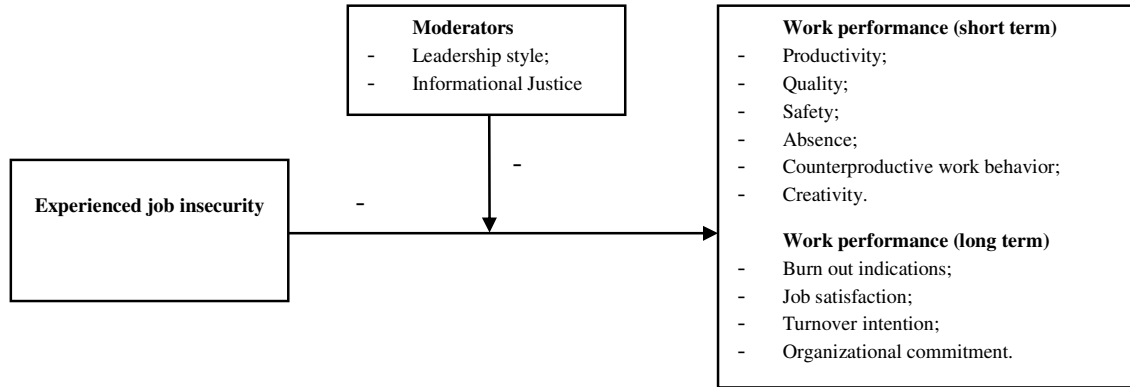 Moderators
- Leadership style;
- Informational Justice
-
Experienced job insecurity
-
Work performance (short term)
- Productivity;
- Quality;
- Safety;
- Absence;
- Counterproductive work behavior;
- Creativity.
Work performance (long term)
- Burn out indications;
- Job satisfaction;
- Turnover intention;
- Organizational commitment.